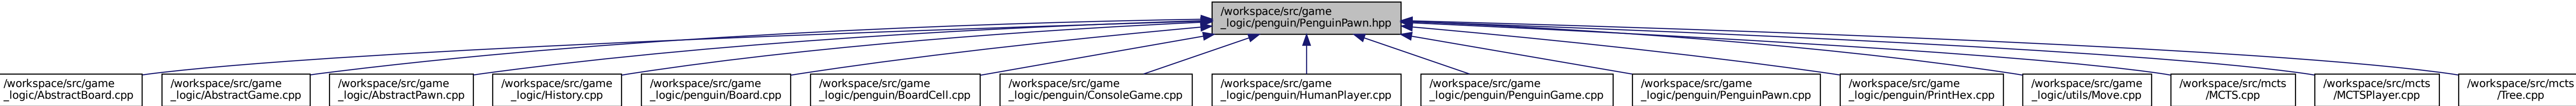 /workspace/src/game
_logic/penguin/PenguinPawn.hpp
/workspace/src/game
_logic/AbstractBoard.cpp
/workspace/src/game
_logic/AbstractGame.cpp
/workspace/src/game
_logic/AbstractPawn.cpp
/workspace/src/game
_logic/History.cpp
/workspace/src/game
_logic/penguin/Board.cpp
/workspace/src/game
_logic/penguin/BoardCell.cpp
/workspace/src/game
_logic/penguin/ConsoleGame.cpp
/workspace/src/game
_logic/penguin/HumanPlayer.cpp
/workspace/src/game
_logic/penguin/PenguinGame.cpp
/workspace/src/game
_logic/penguin/PenguinPawn.cpp
/workspace/src/game
_logic/penguin/PrintHex.cpp
/workspace/src/game
_logic/utils/Move.cpp
/workspace/src/mcts
/MCTS.cpp
/workspace/src/mcts
/MCTSPlayer.cpp
/workspace/src/mcts
/Tree.cpp